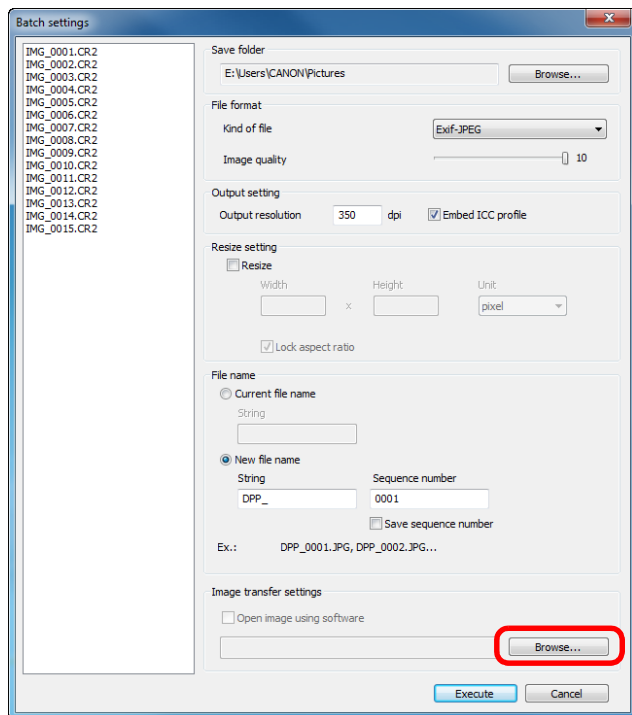 Batch settings
IMG_0001.CR2
IMG_0002.CR2
IMG_0003.CR2
IMG_0004.CR2
IMG_0005.CR2
IMG_0006.CR2
IMG_0007.CR2
IMG_0008.CR2
IMG_0009.CR2
IMG_0010.CR2
IMG_0011.CR2
IMG_0012.CR2
IMG_0013.CR2
IMG_0014.CR2
IMG_0015.CR2
Save folder
E:\Users\CANON\Pictures Browse...
File format
Kind of file Exif-JPEG
Image quality 10
Output setting
Output resolution 350 dpi Embed ICC profile
Resize setting
Resize
Width Height Unit
x pixel
Lock aspect ratio
File name
Current file name
String
New file name
String Sequence number
DPP_ 0001
Save sequence number
Ex.: DPP_0001.JPG, DPP_0002.JPG...
Image transfer settings
Open image using software
Browse...
Execute Cancel